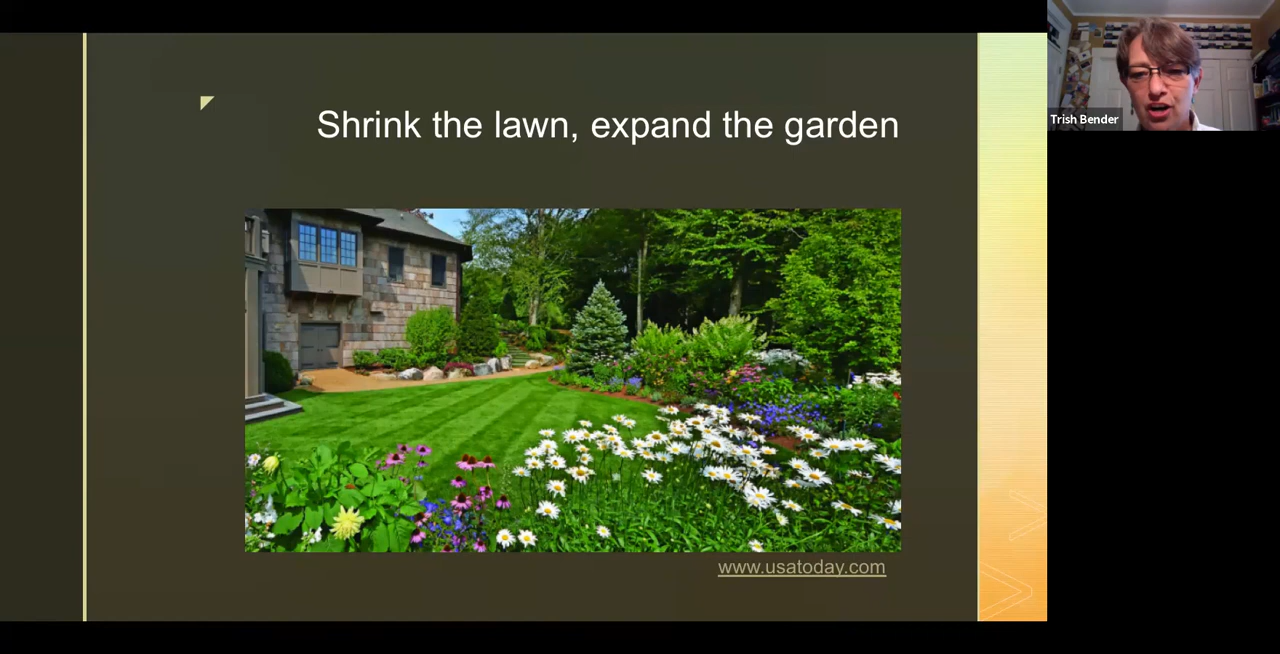 Shrink the lawn, expand the garden
www.usatoday.com
Trish Bender